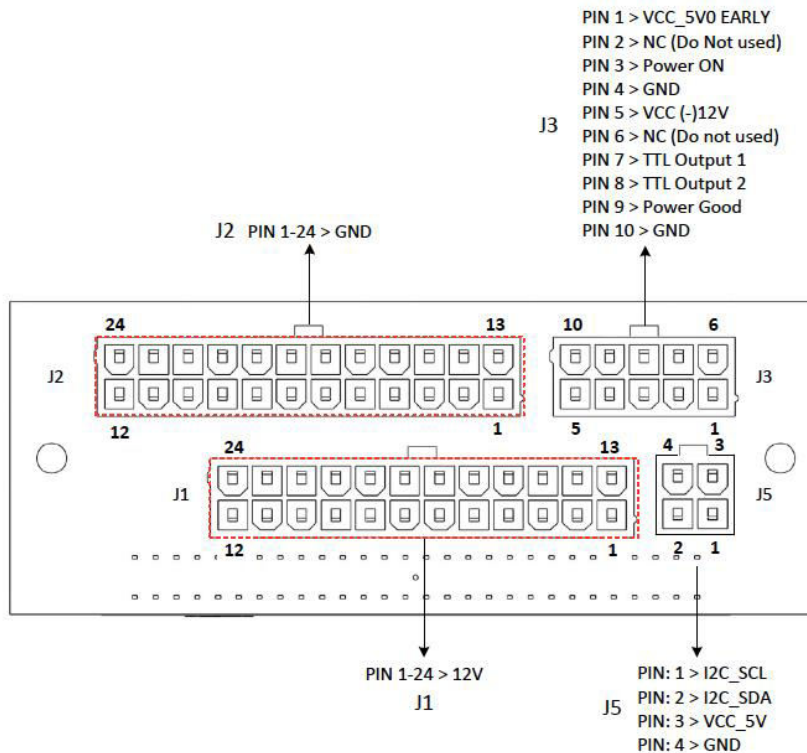 PIN 1 > VCC_5V0 EARLY
PIN 2 > NC (Do Not used)
PIN 3 > Power ON
PIN 4 > GND
J3 PIN 5 > VCC (-)12V
PIN 6 > NC (Do not used)
PIN 7 > TTL Output 1
PIN 8 > TTL Output 2
PIN 9 > Power Good
PIN 10 > GND
J2 PIN 1-24 > GND
24 13 10 6
J2 J3
12 1 5 1
24 13 4 3
J1 J5
12 1 2 1
PIN 1-24 > 12V
J1
PIN: 1 > I2C_SCL
PIN: 2 > I2C_SDA
J5 PIN: 3 > VCC_5V
PIN: 4 > GND